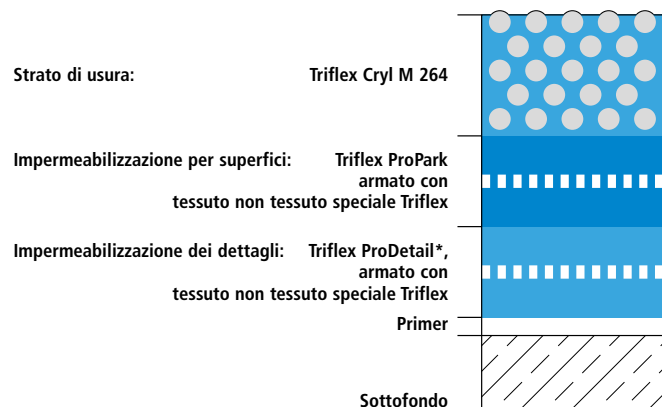 Strato di usura: Triflex Cryl M 264
Impermeabilizzazione per superfici: Triflex ProPark
armato con
tessuto non tessuto speciale Triflex
Impermeabilizzazione dei dettagli: Triflex ProDetail*,
armato con
tessuto non tessuto speciale Triflex
Primer
Sottofondo